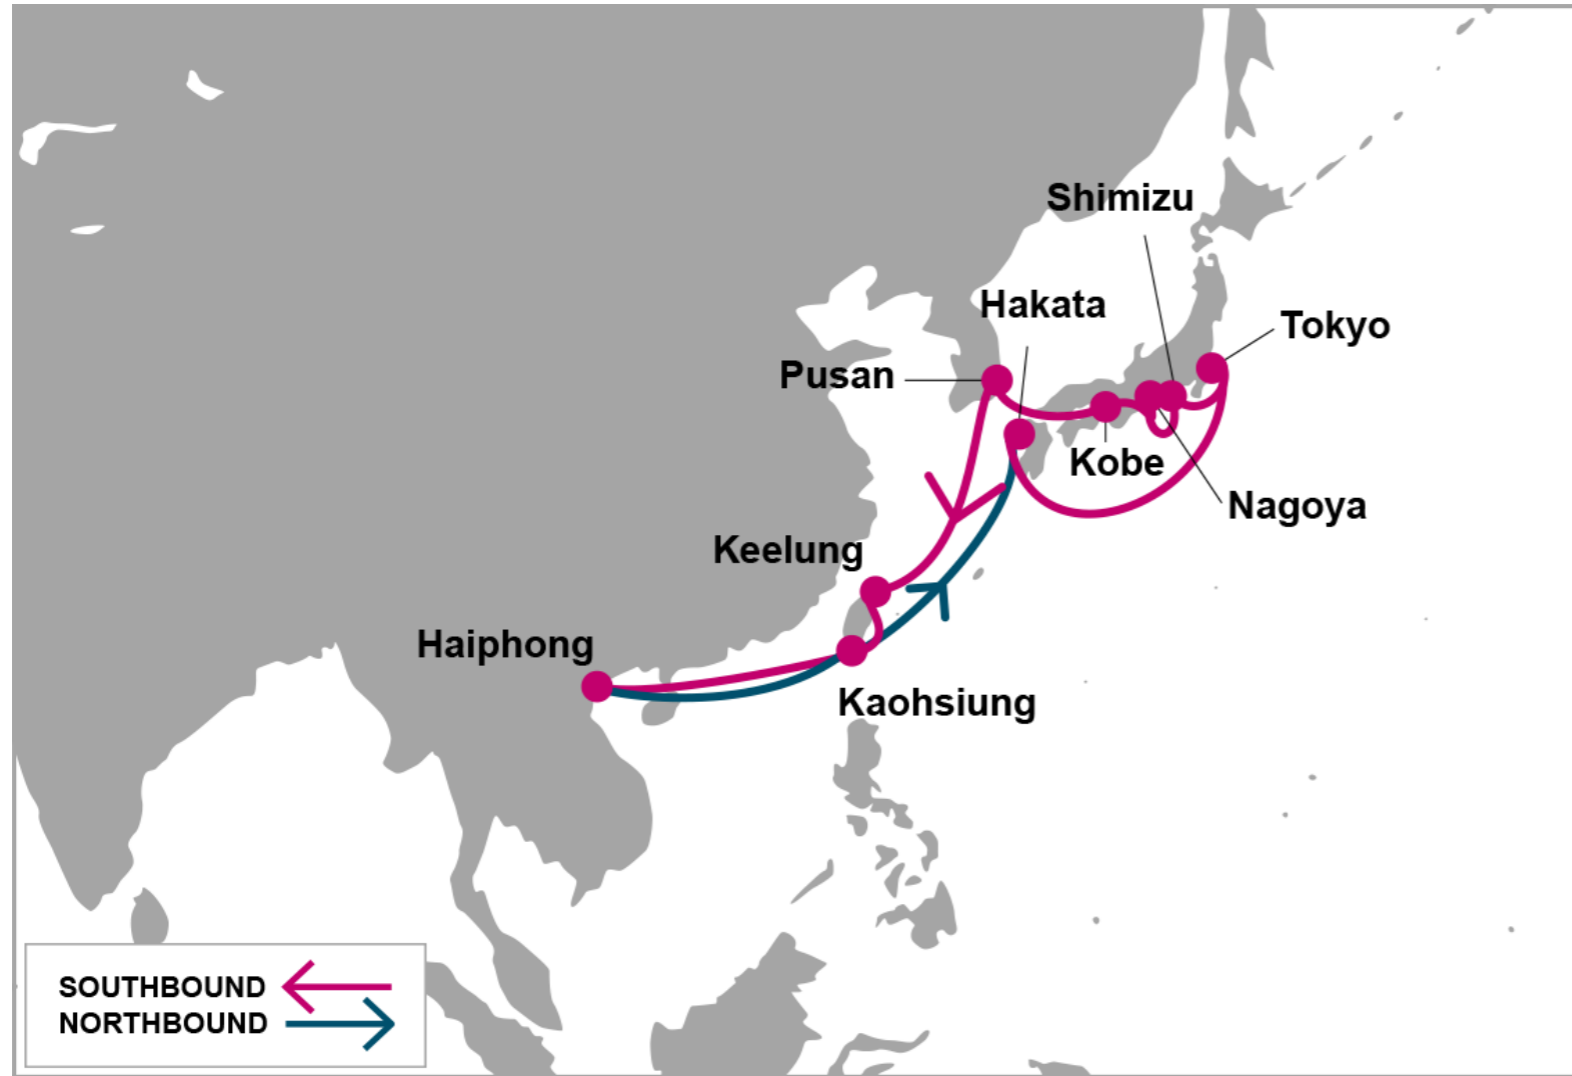 Shimizu
Hakata
Tokyo
Pusan
Kobe
Nagoya
Keelung
Haiphong
Kaohsiung
SOUTHBOUND
NORTHBOUND